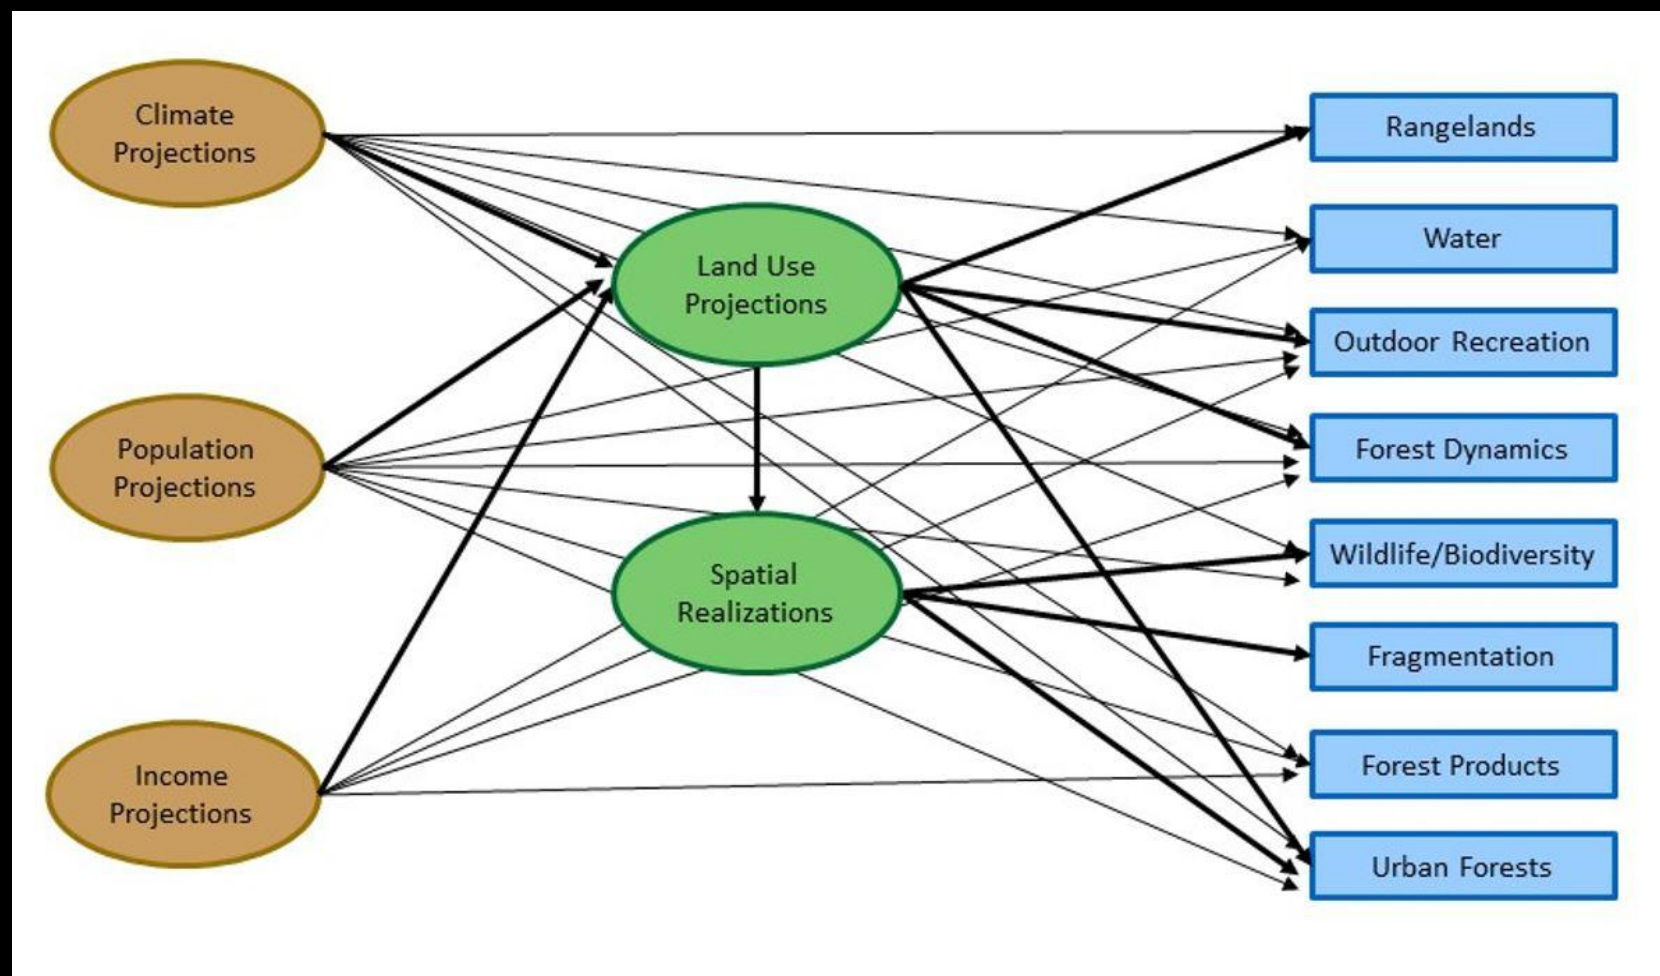 Climate
Projections
Population
Projections
Income
Projections
Land Use
Projections
Spatial
Realizations
Rangelands
Water
Outdoor Recreation
Forest Dynamics
Wildlife/Biodiversity
Fragmentation
Forest Products
Urban Forests